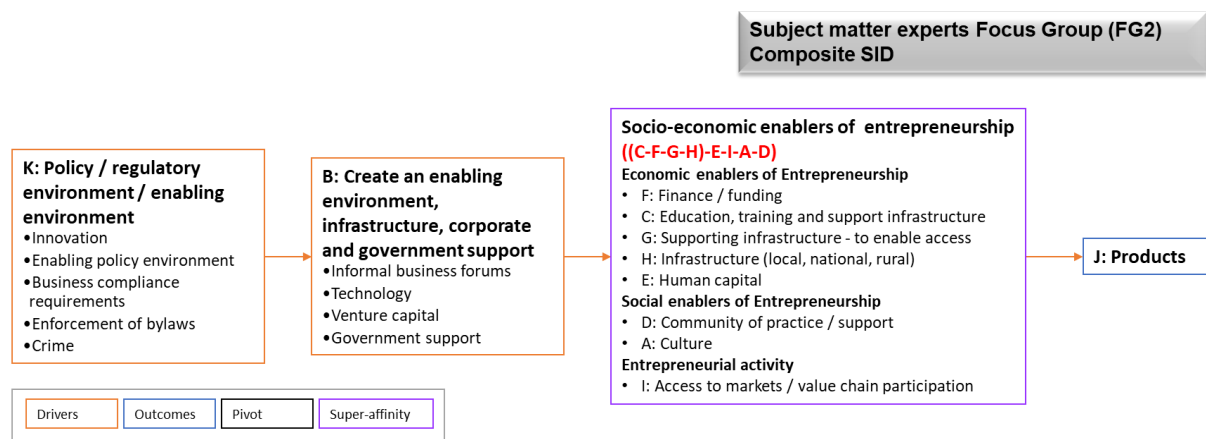 Subject matter experts Focus Group (FG2)
Composite SID
K: Policy / regulatory
environment / enabling
environment
•Innovation
•Enabling policy environment
•Business compliance
requirements
•Enforcement of bylaws
•Crime
B: Create an enabling
environment,
infrastructure, corporate
and government support
•Informal business forums
•Technology
•Venture capital
•Government support
Socio-economic enablers of entrepreneurship
((C-F-G-H)-E-I-A-D)
Economic enablers of Entrepreneurship
• F: Finance / funding
• C: Education, training and support infrastructure
• G: Supporting infrastructure - to enable access
• H: Infrastructure (local, national, rural)
• E: Human capital
Social enablers of Entrepreneurship
• D: Community of practice / support
• A: Culture
Entrepreneurial activity
• I: Access to markets / value chain participation
J: Products
Drivers
Outcomes
Pivot
Super-affinity